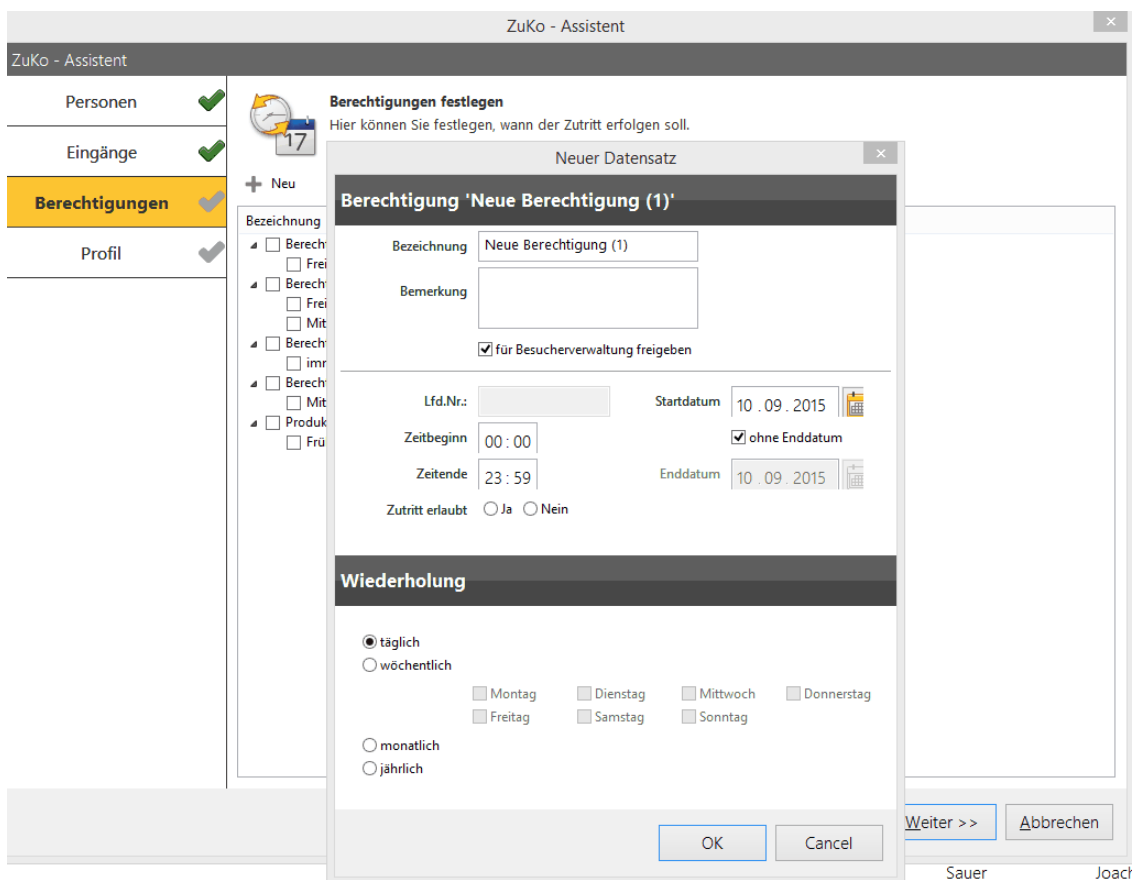 ZuKo - Assistent
ZuKo - Assistent
Personen
Eingänge
Berechtigungen
Profil
Berechtigungen festlegen
Hier können Sie festlegen, wann der Zutritt erfolgen soll.
17
Neu
Bezeichnung
Berech
Frei
Berech
Frei
Mit
Berech
Berech
Mit
Produk
Frü
Neuer Datensatz
Berechtigung 'Neue Berechtigung (1)'
Bezeichnung Neue Berechtigung (1)
Bemerkung
für Besucherverwaltung freigeben
Lfd.Nr.: Startdatum 10 . 09 . 2015
Zeitbeginn 00 : 00 ohne Enddatum
Zeitende 23 : 59 Enddatum 10 . 09 . 2015
Zutritt erlaubt Ja Nein
Wiederholung
täglich
wöchentlich
Montag Dienstag Mittwoch Donnerstag
Freitag Samstag Sonntag
monatlich
jährlich
OK Cancel
Weiter >> Abbrechen
Sauer Joach